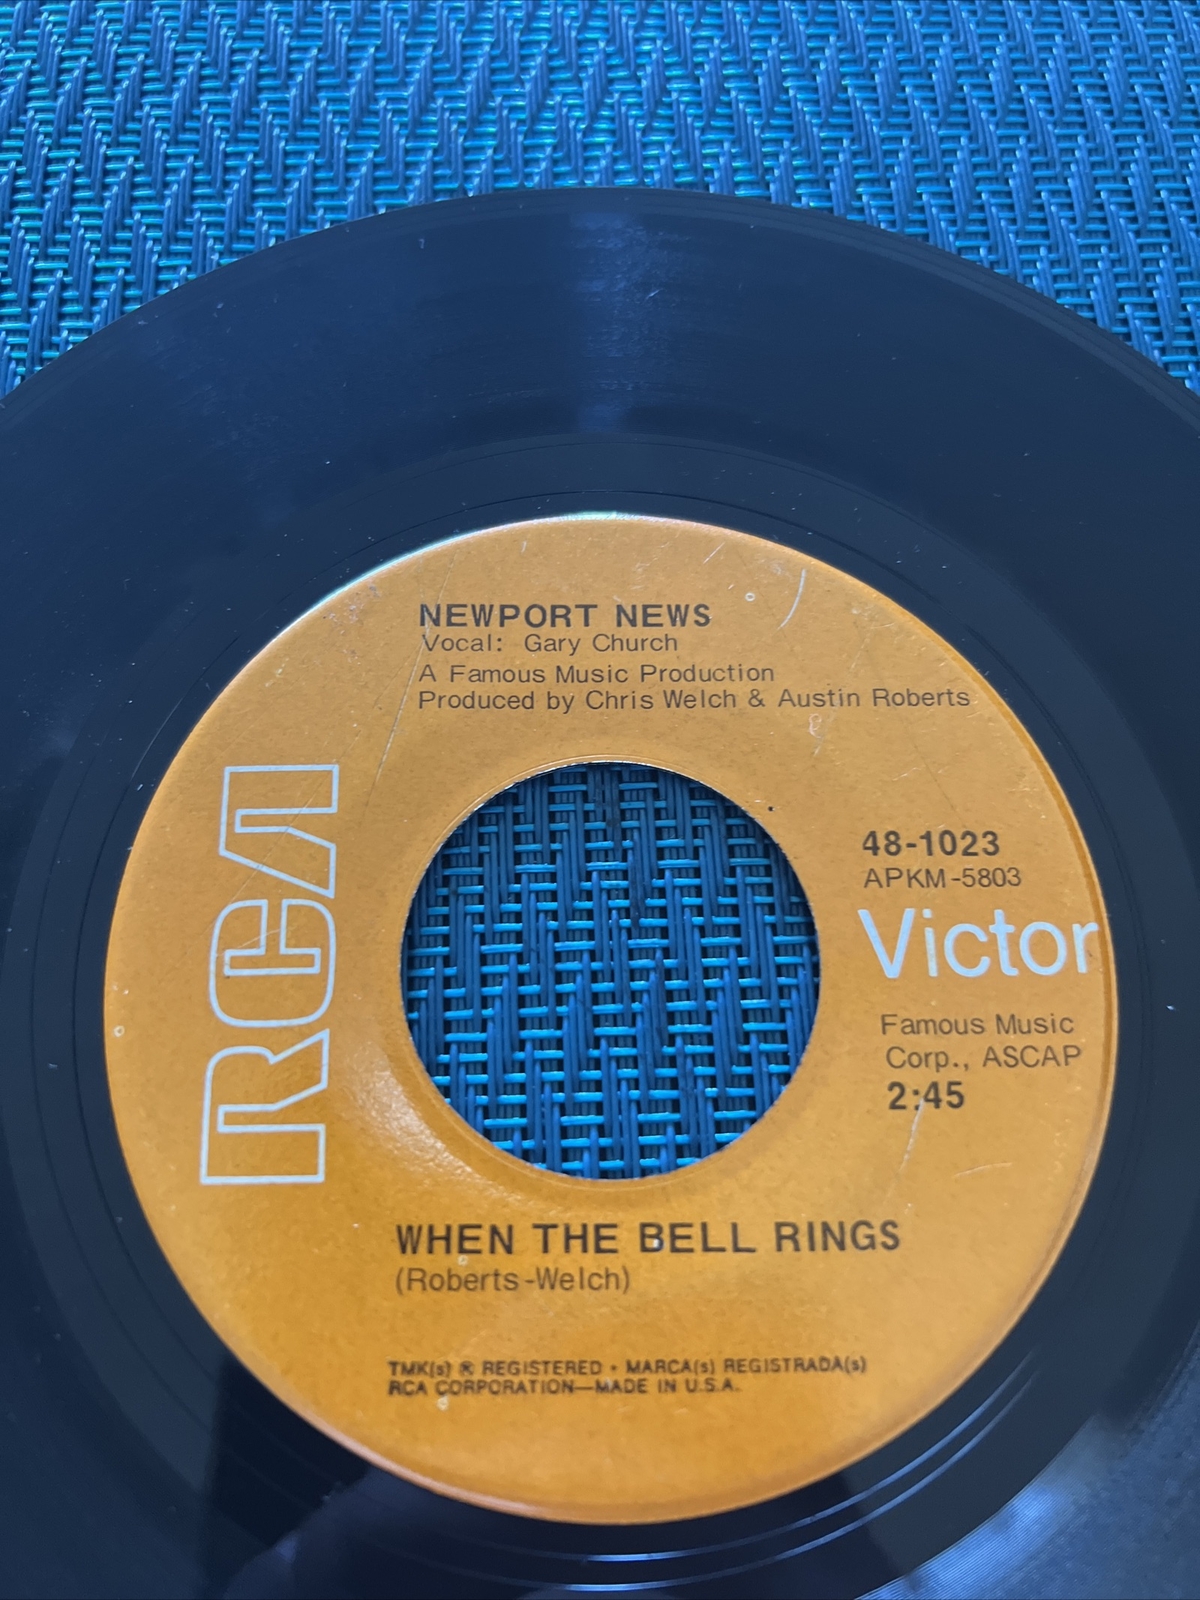 NEWPORT NEWS
Vocal: Gary Church
A Famous Music Production
Produced by Chris Welch & Austin Roberts
RCA
48-1023
APKM-5803
Victor
Famous Music
Corp., ASCAP
2:45
WHEN THE BELL RINGS
(Roberts-Welch)
TMK(s) ® REGISTERED • MARCA(s) REGISTRADA(s)
RCA CORPORATION—MADE IN U.S.A.